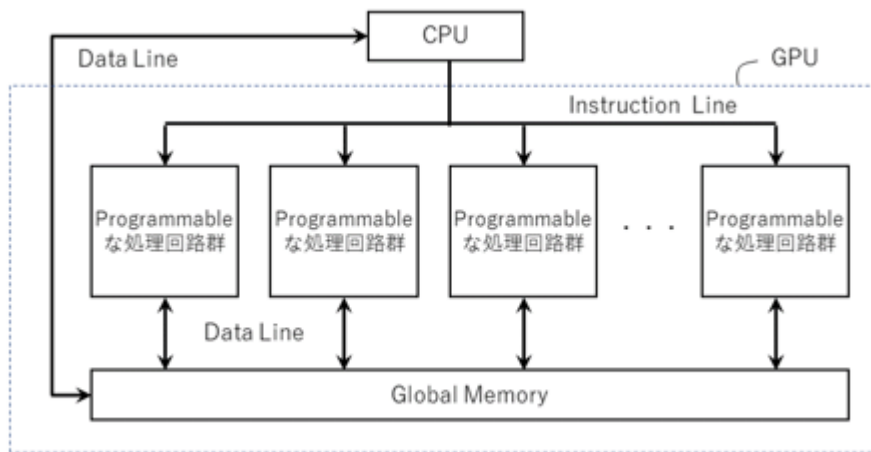 CPU
Data Line
GPU
Instruction Line
Programmable
な処理回路群
Programmable
な処理回路群
Programmable
な処理回路群
. . .
Programmable
な処理回路群
Data Line
Global Memory